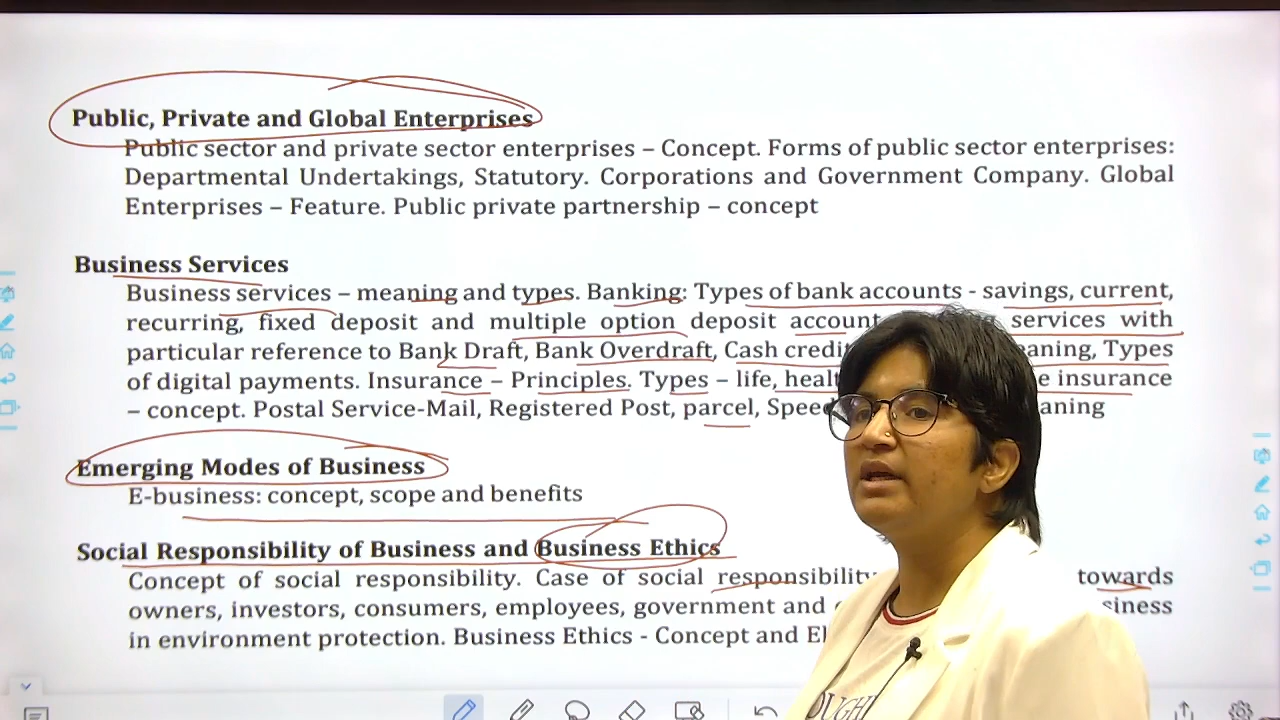 Public, Private and Global Enterprises
Public sector and private sector enterprises – Concept. Forms of public sector enterprises:
Departmental Undertakings, Statutory. Corporations and Government Company. Global
Enterprises – Feature. Public private partnership – concept
Business Services
Business services – meaning and types. Banking: Types of bank accounts - savings, current,
recurring, fixed deposit and multiple option deposit account services with
particular reference to Bank Draft, Bank Overdraft, Cash credit eaning, Types
of digital payments. Insurance – Principles. Types – life, heal e insurance
– concept. Postal Service-Mail, Registered Post, parcel, Spee aning
Emerging Modes of Business
E-business: concept, scope and benefits
Social Responsibility of Business and Business Ethics
Concept of social responsibility. Case of social responsibility towards
owners, investors, consumers, employees, government and siness
in environment protection. Business Ethics - Concept and El
OUGH